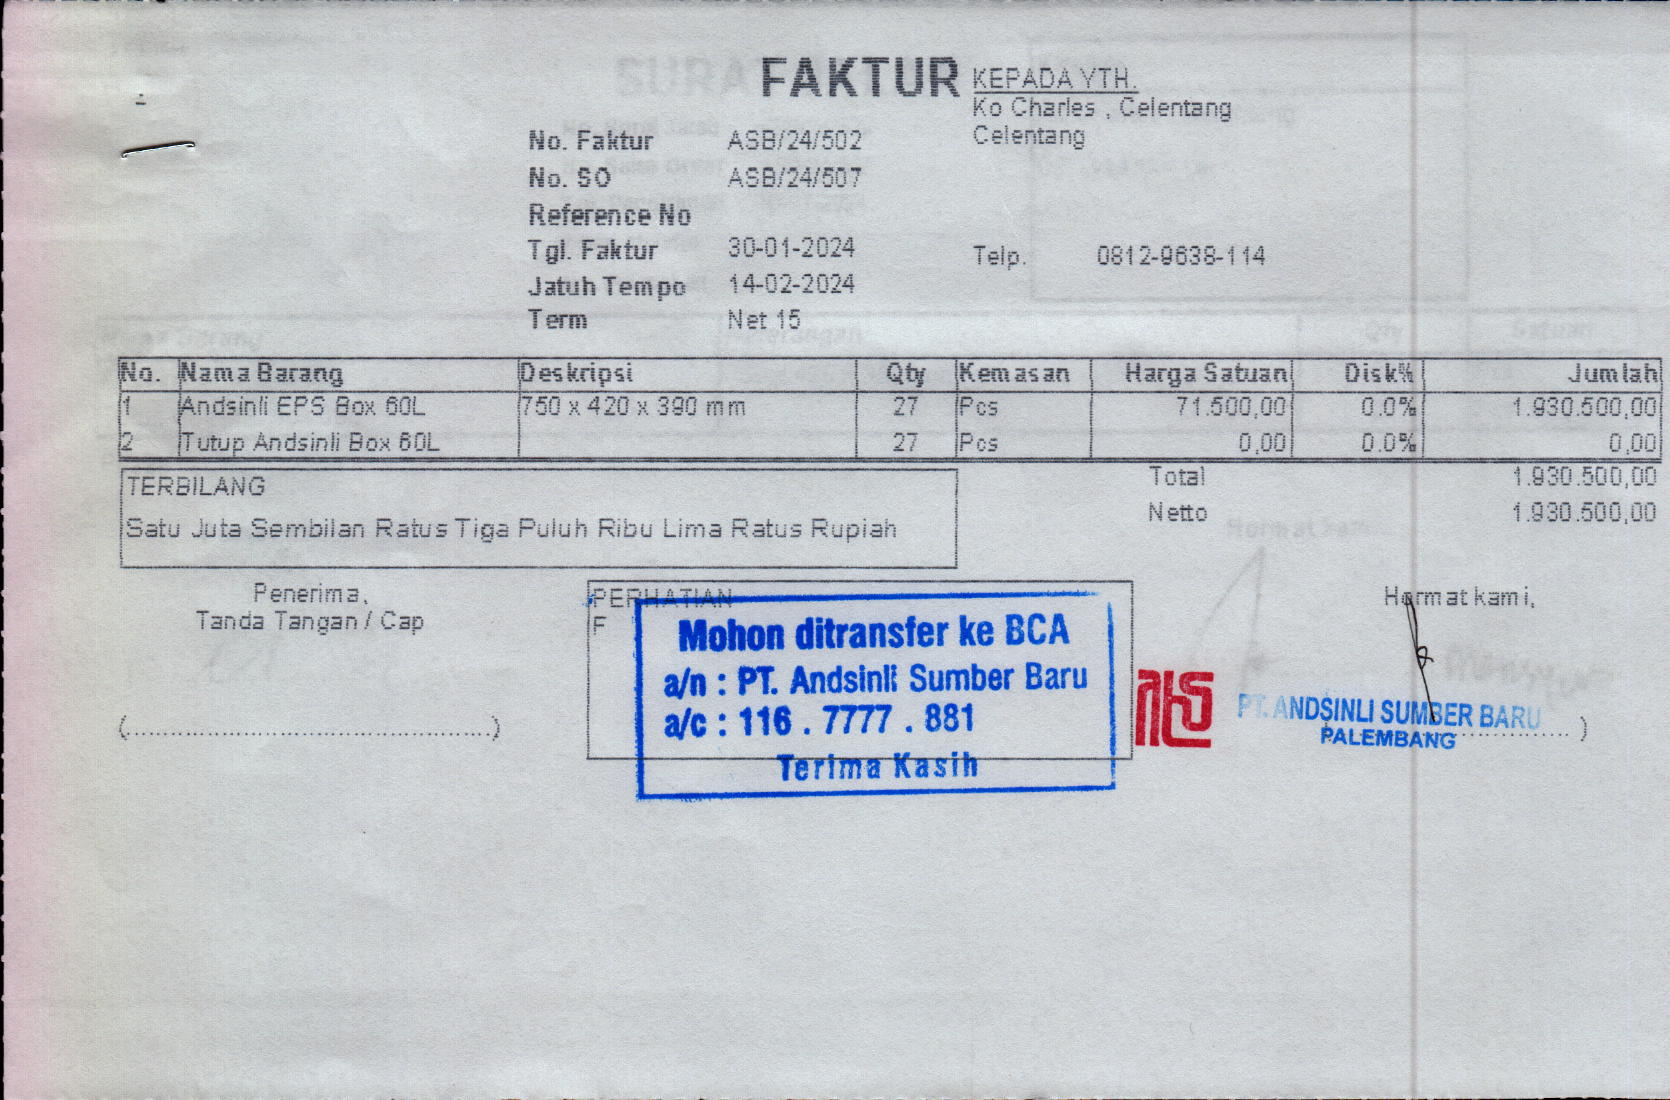 FAKTUR
KEPADA YTH.
Ko Charles , Celentang
Celentang
No. Faktur ASB/24/502
No. SO ASB/24/507
Reference No
Tgl. Faktur 30-01-2024
Telp. 0812-9638-114
Jatuh Tempo 14-02-2024
Term Net 15
No. Nama Barang Deskripsi Qty Kemasan Harga Satuan Disk% Jumlah
1 Andsinli EPS Box 60L 750 x 420 x 390 mm 27 Pcs 71.500,00 0.0% 1.930.500,00
2 Tutup Andsinli Box 60L 27 Pcs 0,00 0.0% 0,00
Total 1.930.500,00
Netto 1.930.500,00
TERBILANG
Satu Juta Sembilan Ratus Tiga Puluh Ribu Lima Ratus Rupiah
Penerima,
Tanda Tangan / Cap
(..................................................)
PERHATIAN
F
Mohon ditransfer ke BCA
a/n : PT. Andsinli Sumber Baru
a/c : 116 . 7777 . 881
Terima Kasih
Hormat kami,
PT. ANDSINLI SUMBER BARU
PALEMBANG